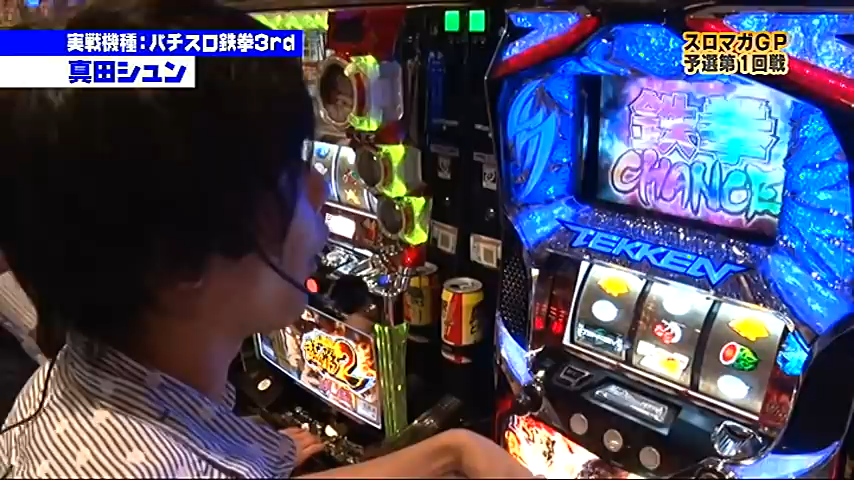 実戦機種：パチスロ鉄拳3rd
真田シュン
スロマガGP
予選第1回戦
鉄拳
CHANCE
TEKKEN